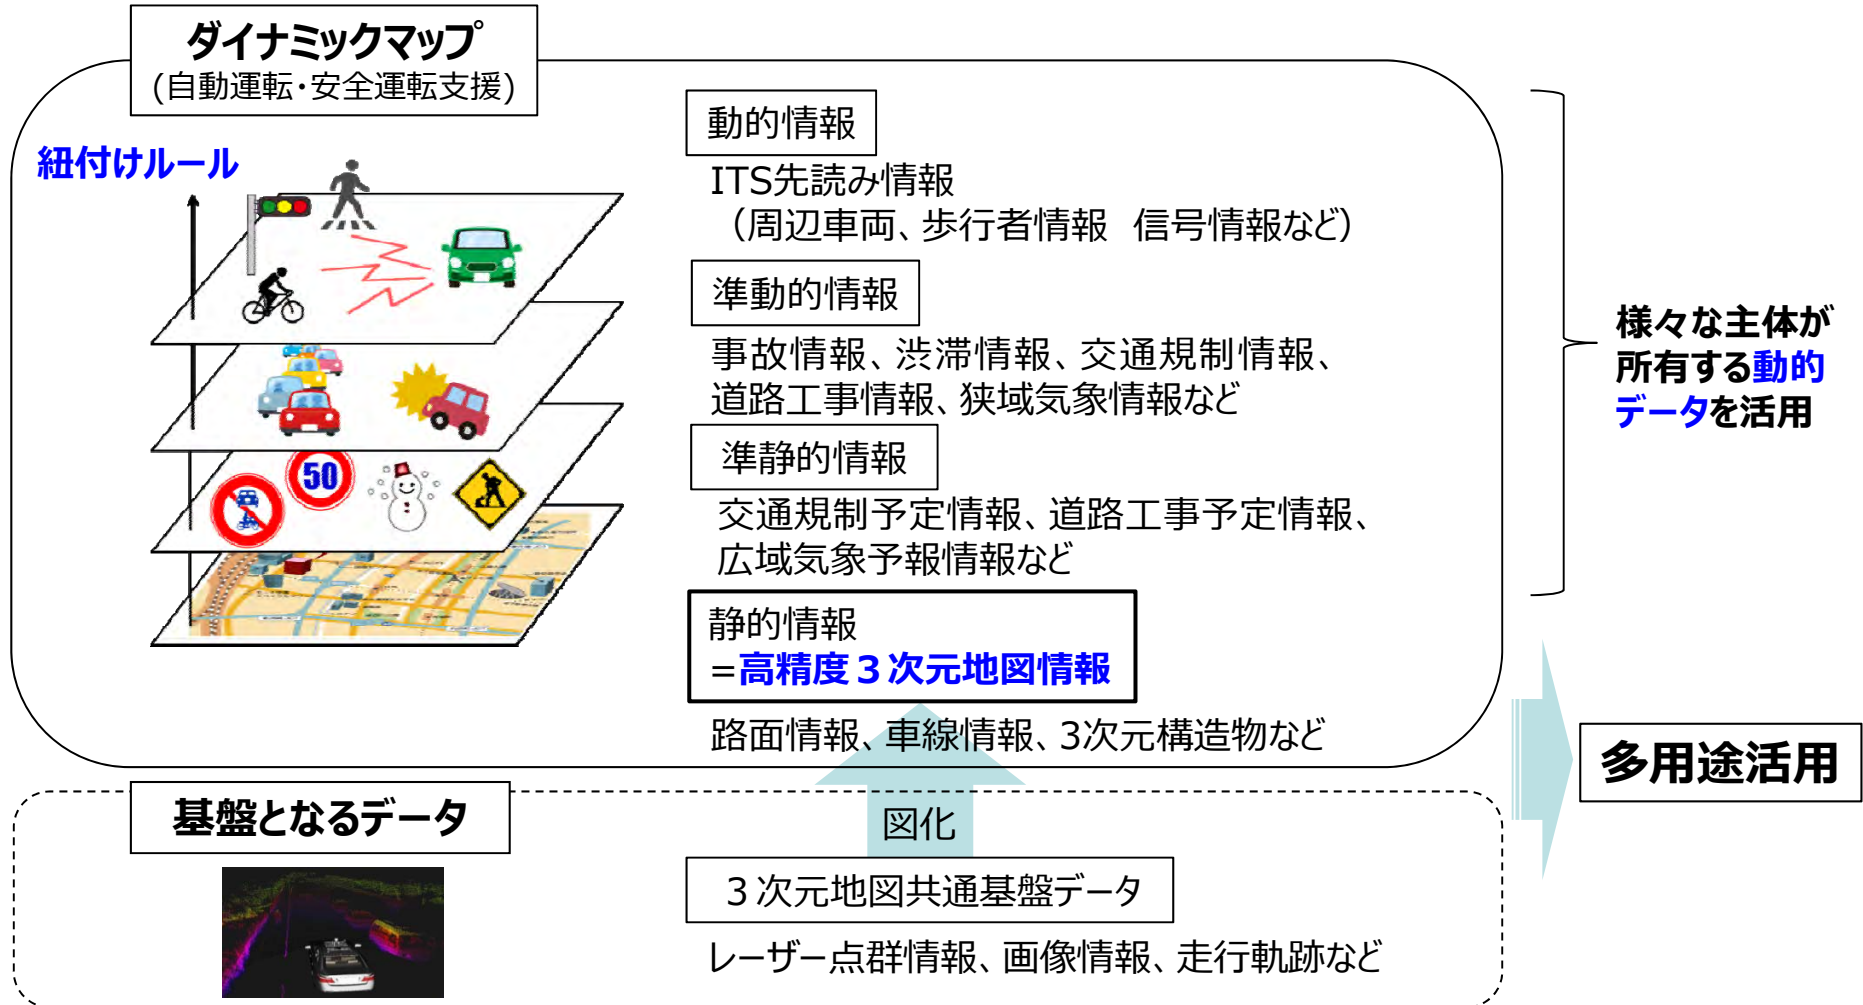 ダイナミックマップ
(自動運転・安全運転支援)
紐付けルール
動的情報
ITS先読み情報
（周辺車両、歩行者情報　信号情報など）
準動的情報
事故情報、渋滞情報、交通規制情報、
道路工事情報、狭域気象情報など
準静的情報
50
交通規制予定情報、道路工事予定情報、
広域気象予報情報など
静的情報
=高精度３次元地図情報
路面情報、車線情報、3次元構造物など
様々な主体が
所有する動的
データを活用
多用途活用
基盤となるデータ
図化
３次元地図共通基盤データ
レーザー点群情報、画像情報、走行軌跡など